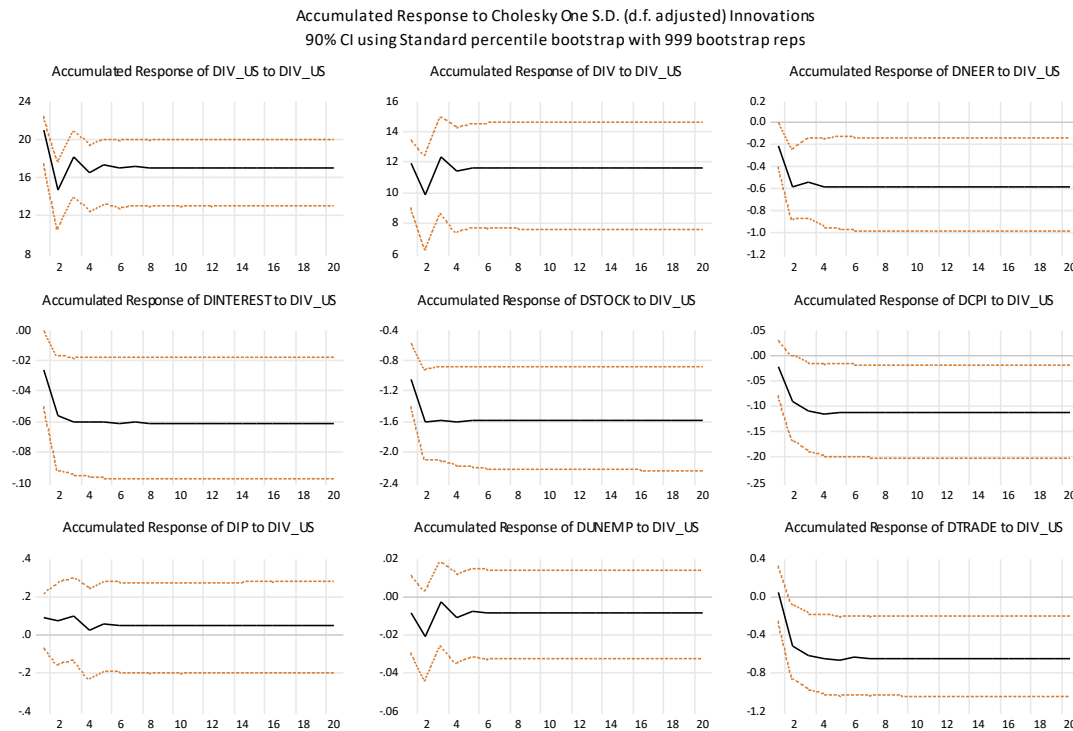 Accumulated Response to Cholesky One S.D. (d.f. adjusted) Innovations
90% CI using Standard percentile bootstrap with 999 bootstrap reps
Accumulated Response of DIV_US to DIV_US
24
20
16
12
8
2 4 6 8 10 12 14 16 18 20
Accumulated Response of DIV to DIV_US
16
14
12
10
8
6
2 4 6 8 10 12 14 16 18 20
Accumulated Response of DNEER to DIV_US
0.2
0.0
-0.2
-0.4
-0.6
-0.8
-1.0
-1.2
2 4 6 8 10 12 14 16 18 20
Accumulated Response of DINTEREST to DIV_US
.00
-.02
-.04
-.06
-.08
-.10
2 4 6 8 10 12 14 16 18 20
Accumulated Response of DSTOCK to DIV_US
-0.4
-0.8
-1.2
-1.6
-2.0
-2.4
2 4 6 8 10 12 14 16 18 20
Accumulated Response of DCPI to DIV_US
.05
.00
-.05
-.10
-.15
-.20
-.25
2 4 6 8 10 12 14 16 18 20
Accumulated Response of DIP to DIV_US
.4
.2
.0
-.2
-.4
2 4 6 8 10 12 14 16 18 20
Accumulated Response of DUNEMP to DIV_US
.02
.00
-.02
-.04
-.06
2 4 6 8 10 12 14 16 18 20
Accumulated Response of DTRADE to DIV_US
0.4
0.0
-0.4
-0.8
-1.2
2 4 6 8 10 12 14 16 18 20